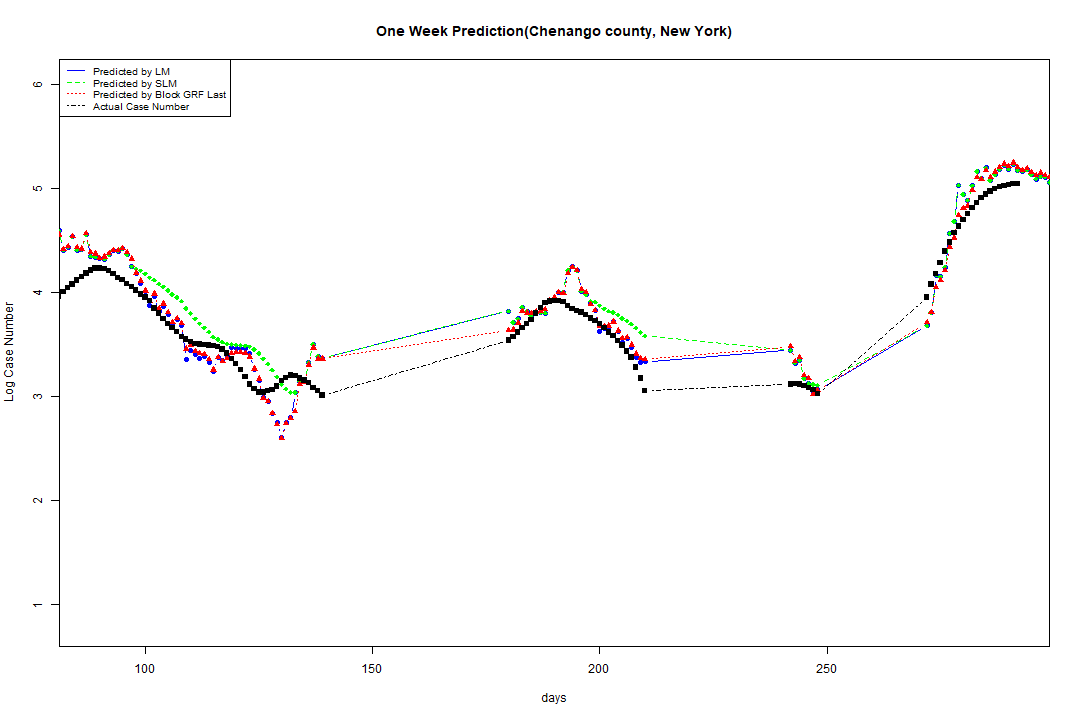 One Week Prediction(Chenango county, New York)
Predicted by LM
Predicted by SLM
Predicted by Block GRF Last
Actual Case Number
6
5
4
3
2
1
Log Case Number
100 150 200 250
days